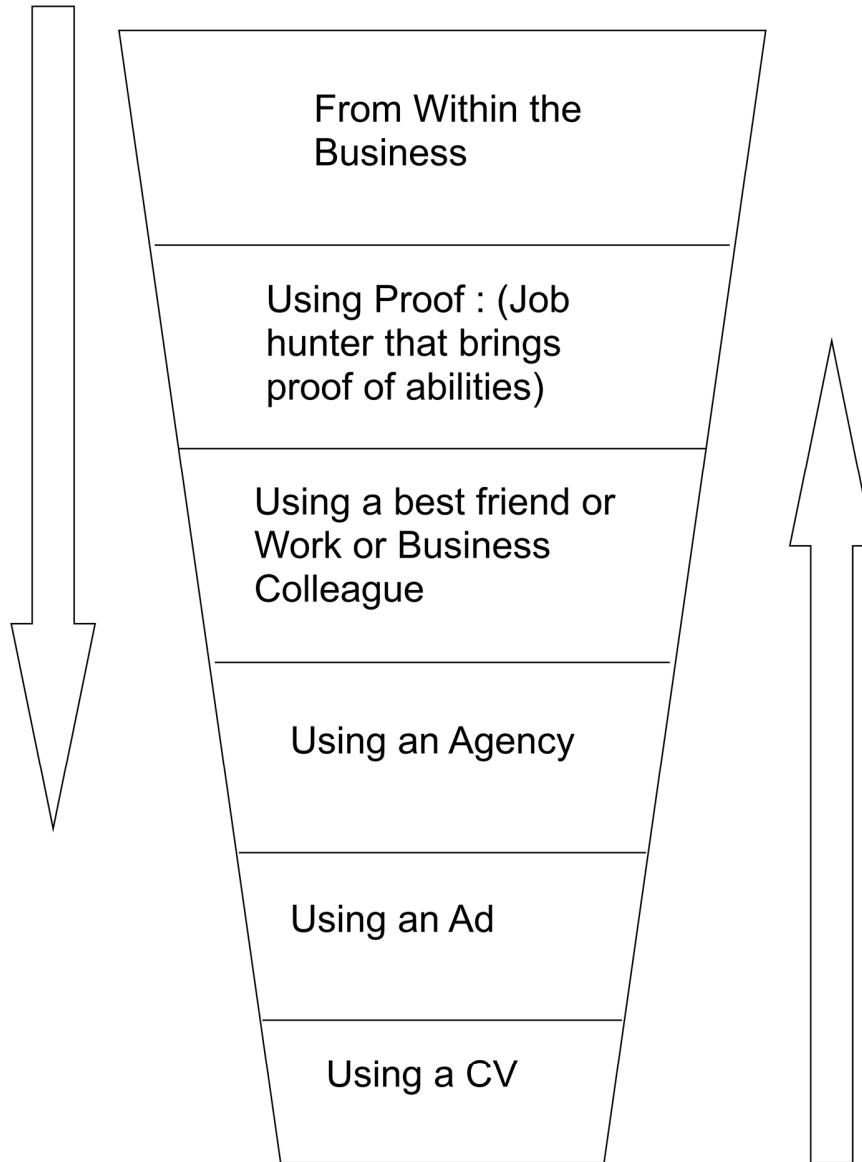 From Within the
Business
Using Proof : (Job
hunter that brings
proof of abilities)
Using a best friend or
Work or Business
Colleague
Using an Agency
Using an Ad
Using a CV